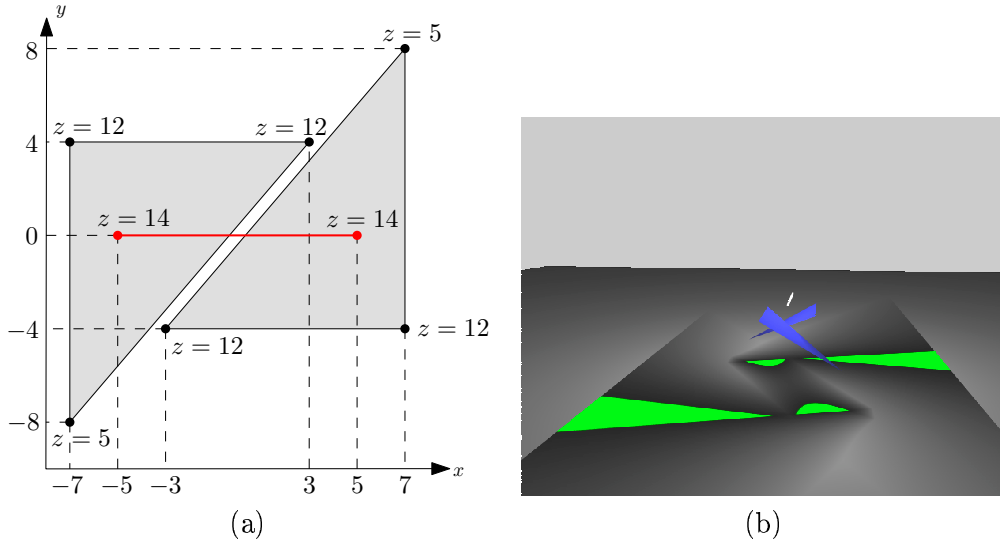 y
z = 5
8
z = 12
z = 12
4
z = 14
z = 14
0
−4
z = 12
z = 12
−8
z = 5
x
−7
−5
−3
3
5
7
(a)
(b)